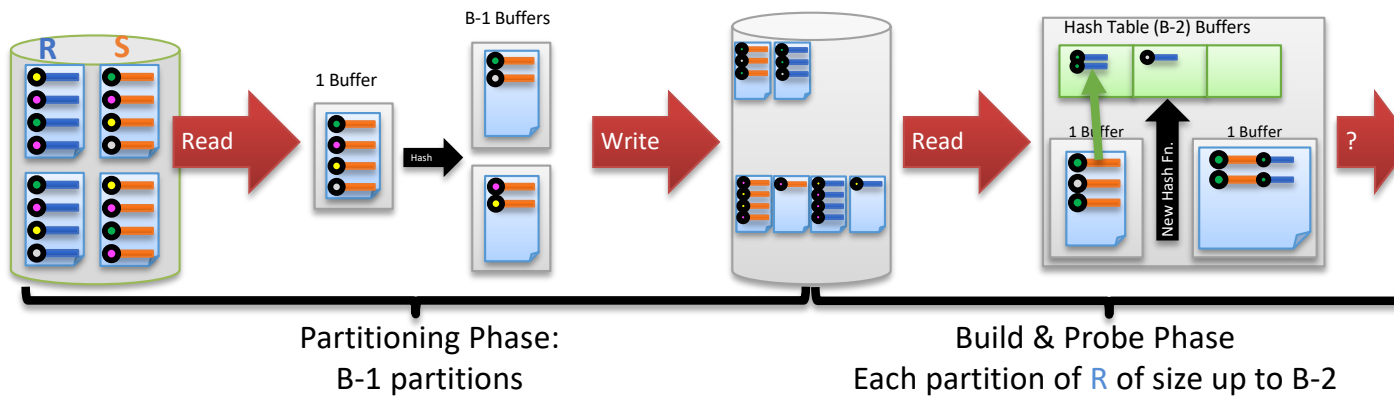 R
S
Read
1 Buffer
Hash
B-1 Buffers
Write
Read
Hash Table (B-2) Buffers
1 Buffer
New Hash Fn.
1 Buffer
?
Partitioning Phase:
B-1 partitions
Build & Probe Phase
Each partition of R of size up to B-2